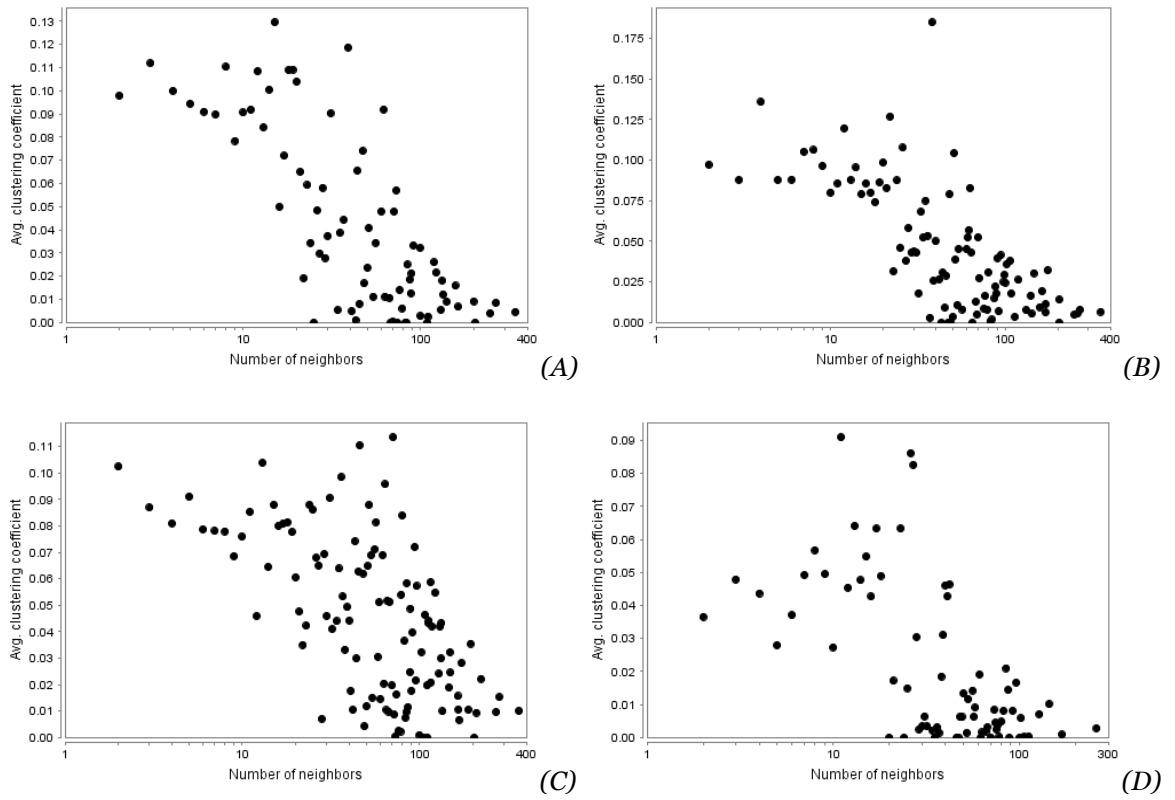 0.13
0.12
0.11
0.10
0.09
0.08
0.07
0.06
0.05
0.04
0.03
0.02
0.01
0.00
Avg. clustering coefficient
1 10 100 400
Number of neighbors
(A)
0.175
0.150
0.125
0.100
0.075
0.050
0.025
0.000
Avg. clustering coefficient
1 10 100 400
Number of neighbors
(B)
0.11
0.10
0.09
0.08
0.07
0.06
0.05
0.04
0.03
0.02
0.01
0.00
Avg. clustering coefficient
1 10 100 400
Number of neighbors
(C)
0.09
0.08
0.07
0.06
0.05
0.04
0.03
0.02
0.01
0.00
Avg. clustering coefficient
1 10 100 300
Number of neighbors
(D)